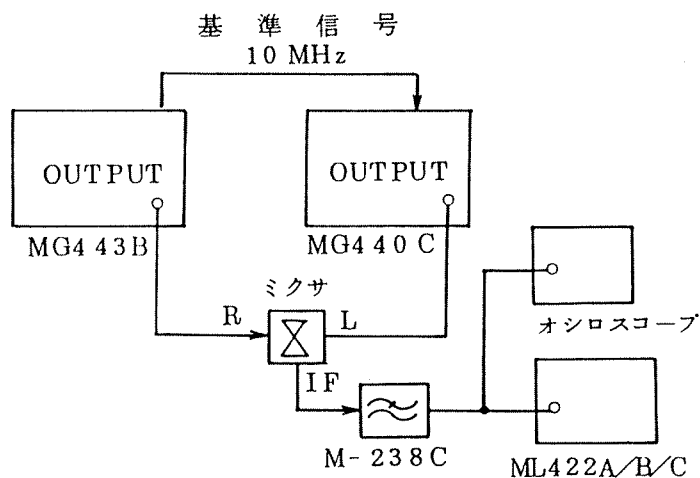 基準信号
10 MHz
OUTPUT
OUTPUT
MG443B
MG440C
ミクサ
R
L
オシロスコープ
IF
M-238C
ML422A/B/C